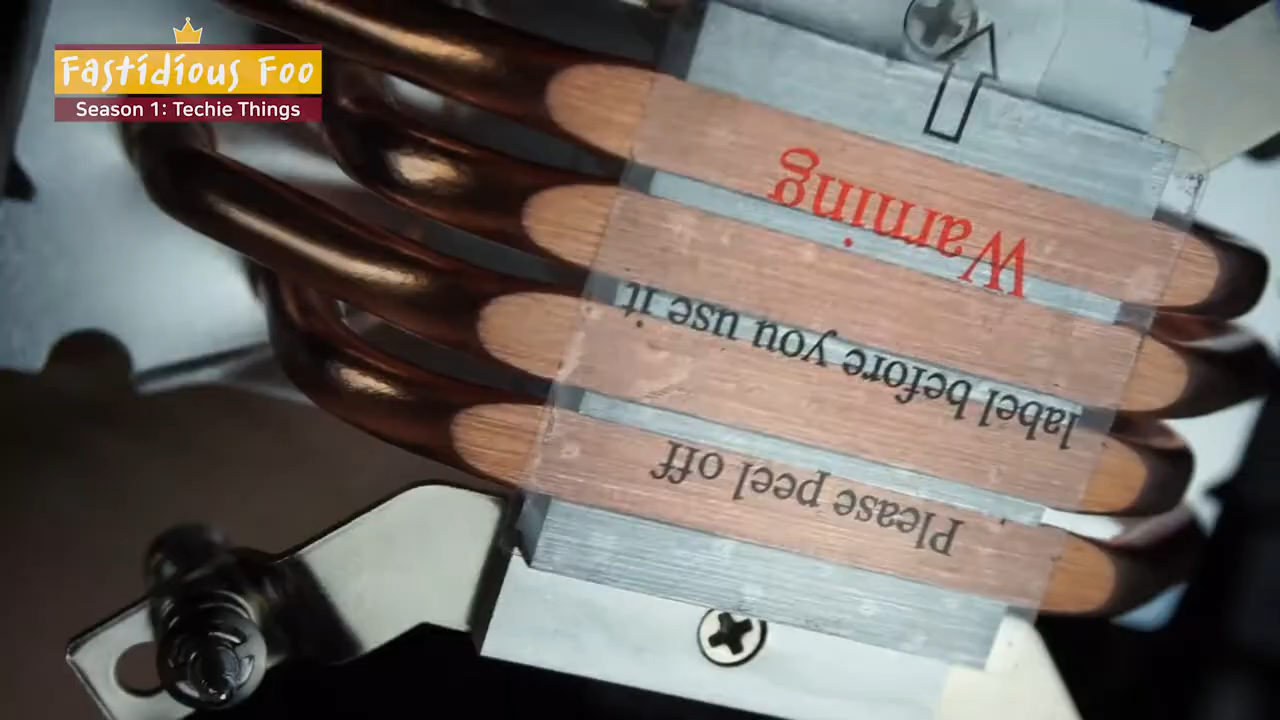 Fastidious Foo
Season 1: Techie Things
Warning
Please peel off
label before you use it